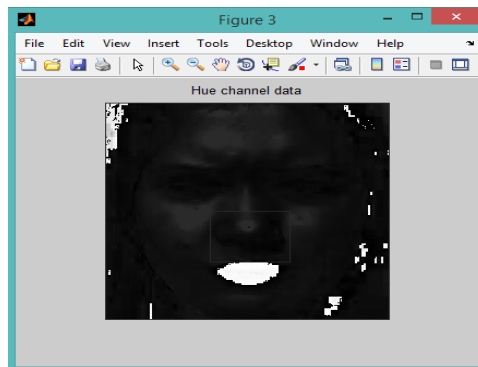 Figure 3
File Edit View Insert Tools Desktop Window Help
Hue channel data